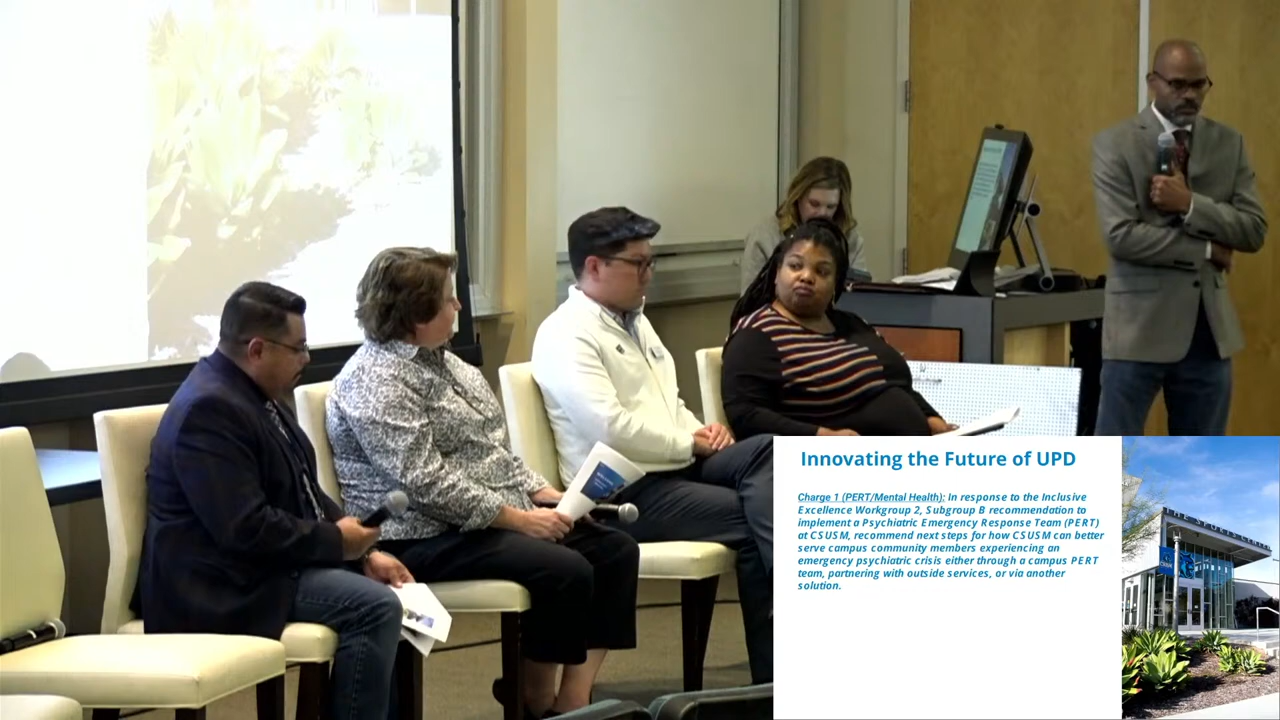 Innovating the Future of UPD
Charge 1 (PERT/Mental Health): In response to the Inclusive
Excellence Workgroup 2, Subgroup B recommendation to
implement a Psychiatric Emergency Response Team (PERT)
at CSUSM, recommend next steps for how CSUSM can better
serve campus community members experiencing an
emergency psychiatric crisis either through a campus PERT
team, partnering with outside services, or via another
solution.